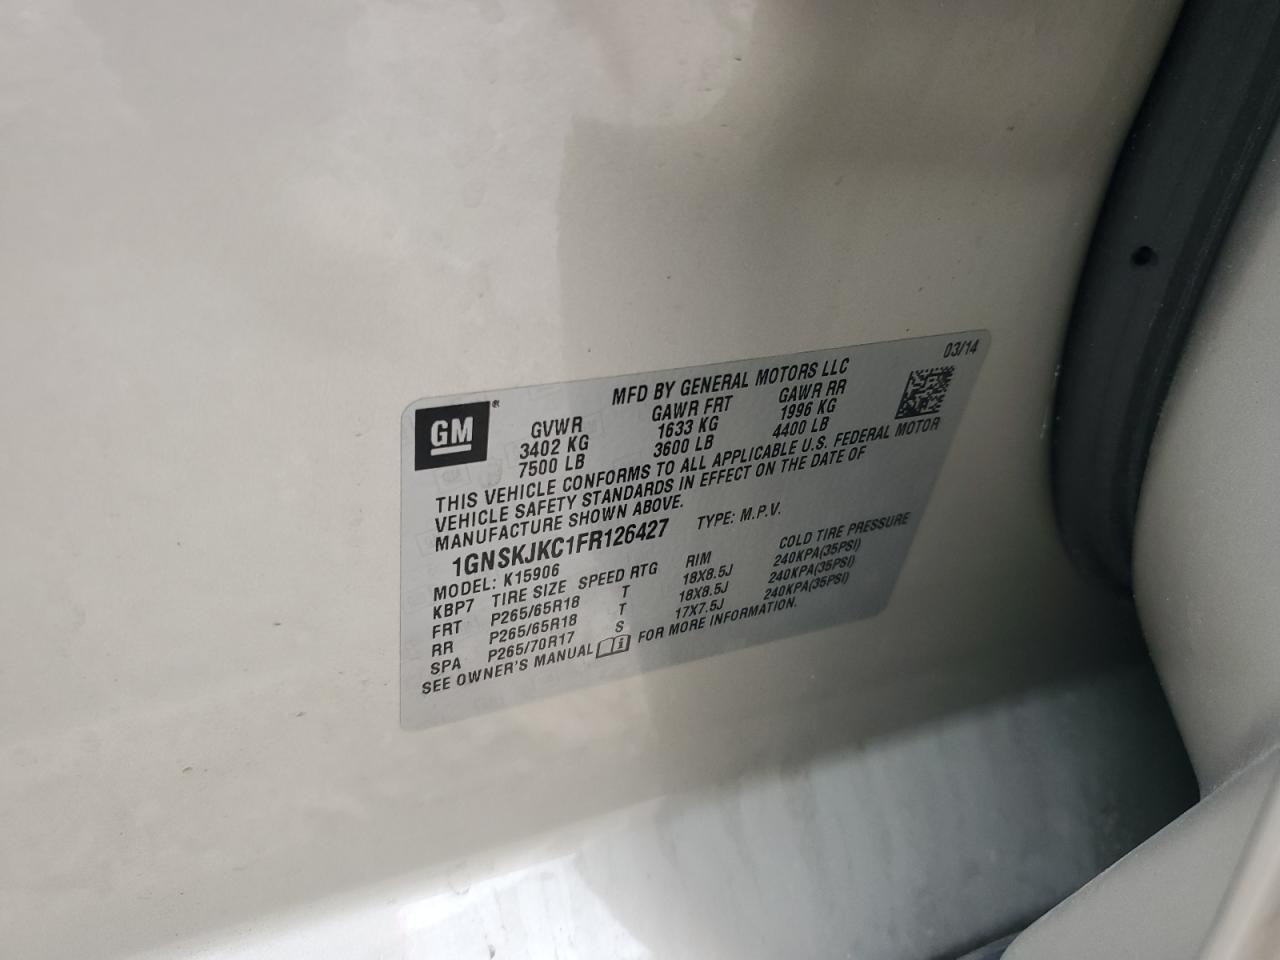 03/14
MFD BY GENERAL MOTORS LLC
GM®
GVWR GAWR FRT GAWR RR
3402 KG 1633 KG 1996 KG
7500 LB 3600 LB 4400 LB
THIS VEHICLE CONFORMS TO ALL APPLICABLE U.S. FEDERAL MOTOR
VEHICLE SAFETY STANDARDS IN EFFECT ON THE DATE OF
MANUFACTURE SHOWN ABOVE.
1GNSKJKC1FR126427 TYPE: M.P.V.
MODEL: K15906
KBP7 TIRE SIZE SPEED RTG RIM COLD TIRE PRESSURE
FRT P265/65R18 T 18X8.5J 240KPA(35PSI)
RR P265/65R18 T 18X8.5J 240KPA(35PSI)
SPA P265/70R17 S 17X7.5J 240KPA(35PSI)
SEE OWNER'S MANUAL i FOR MORE INFORMATION.